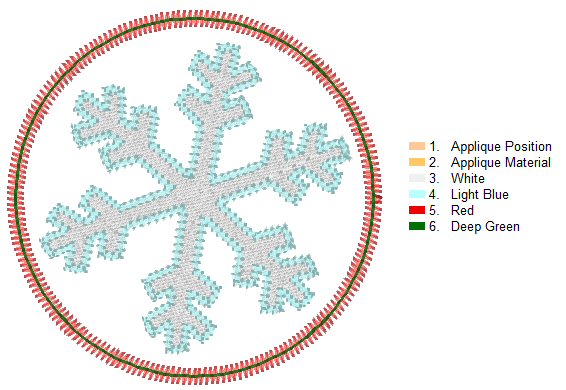 1. Applique Position
2. Applique Material
3. White
4. Light Blue
5. Red
6. Deep Green